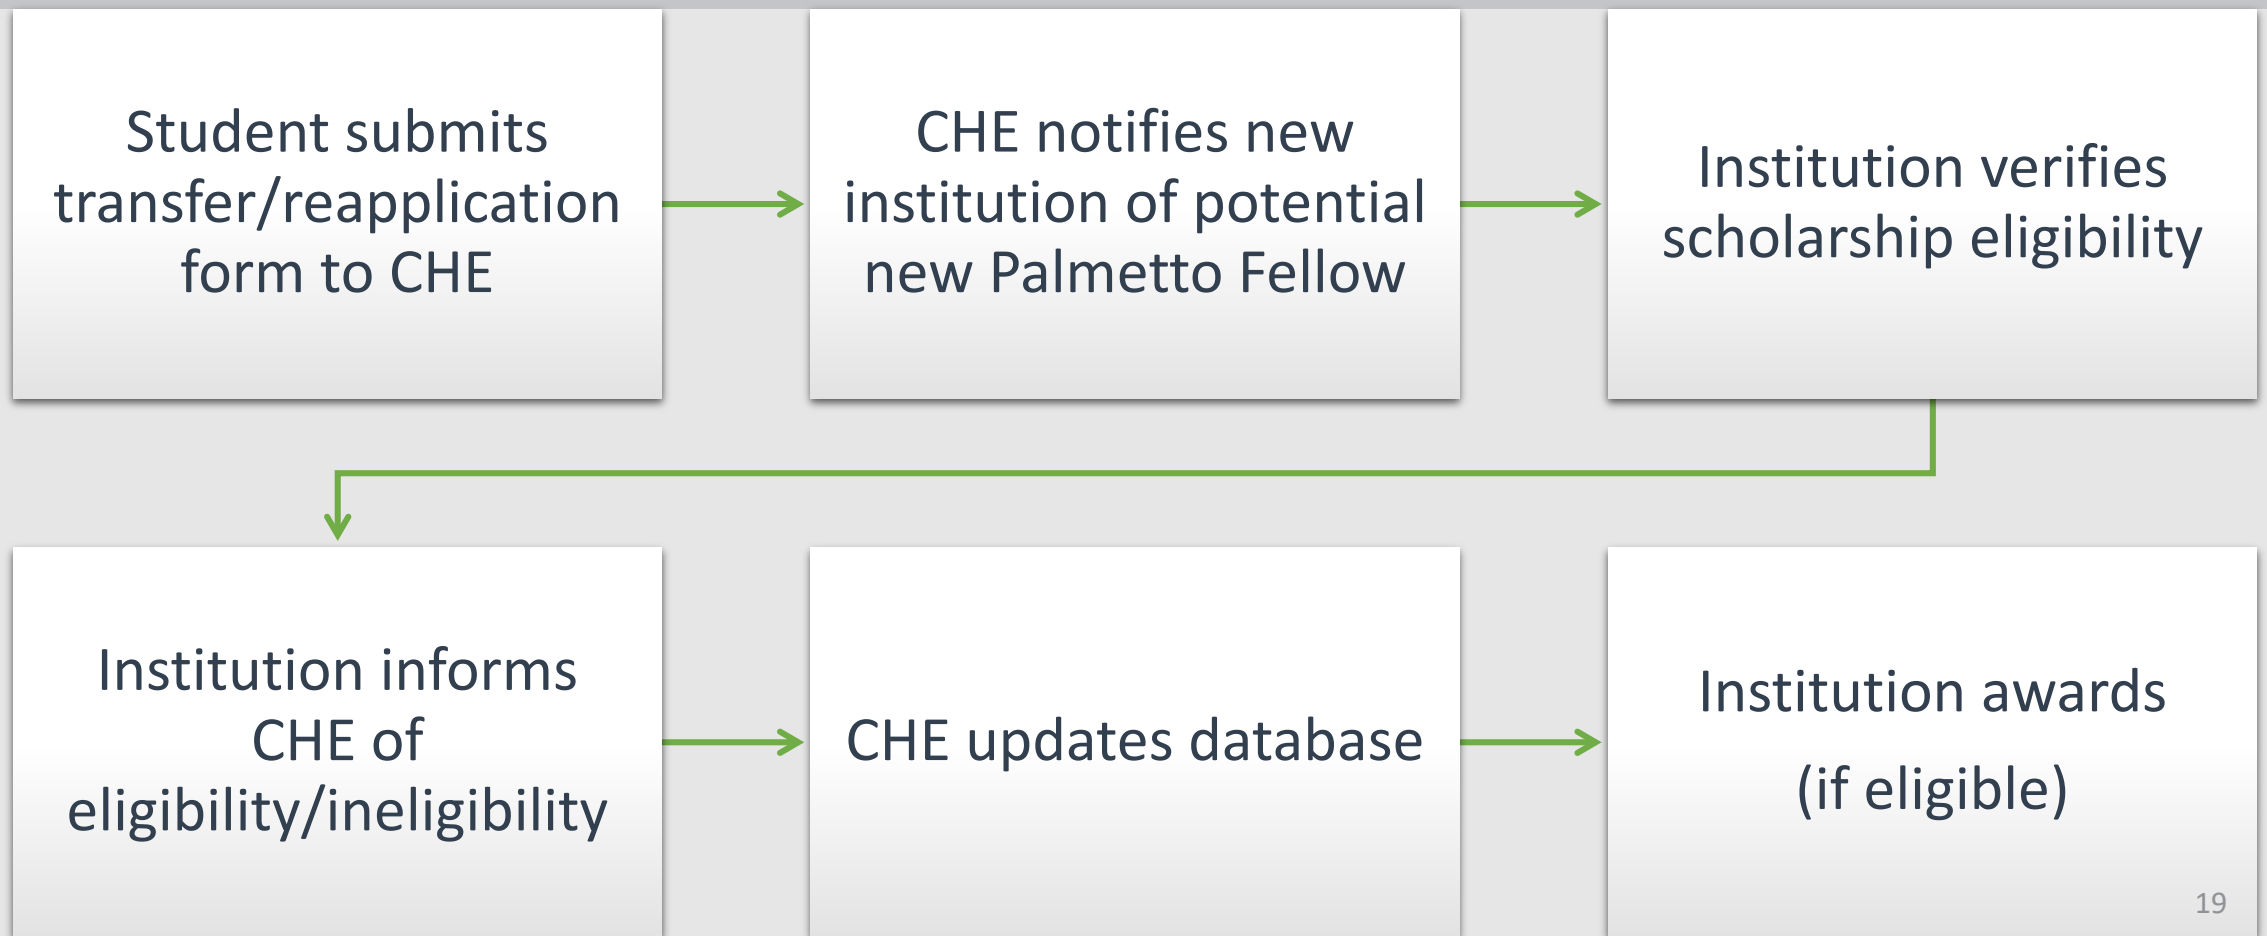 Student submits
transfer/reapplication
form to CHE
CHE notifies new
institution of potential
new Palmetto Fellow
Institution verifies
scholarship eligibility
Institution informs
CHE of
eligibility/ineligibility
CHE updates database
Institution awards
(if eligible)
19